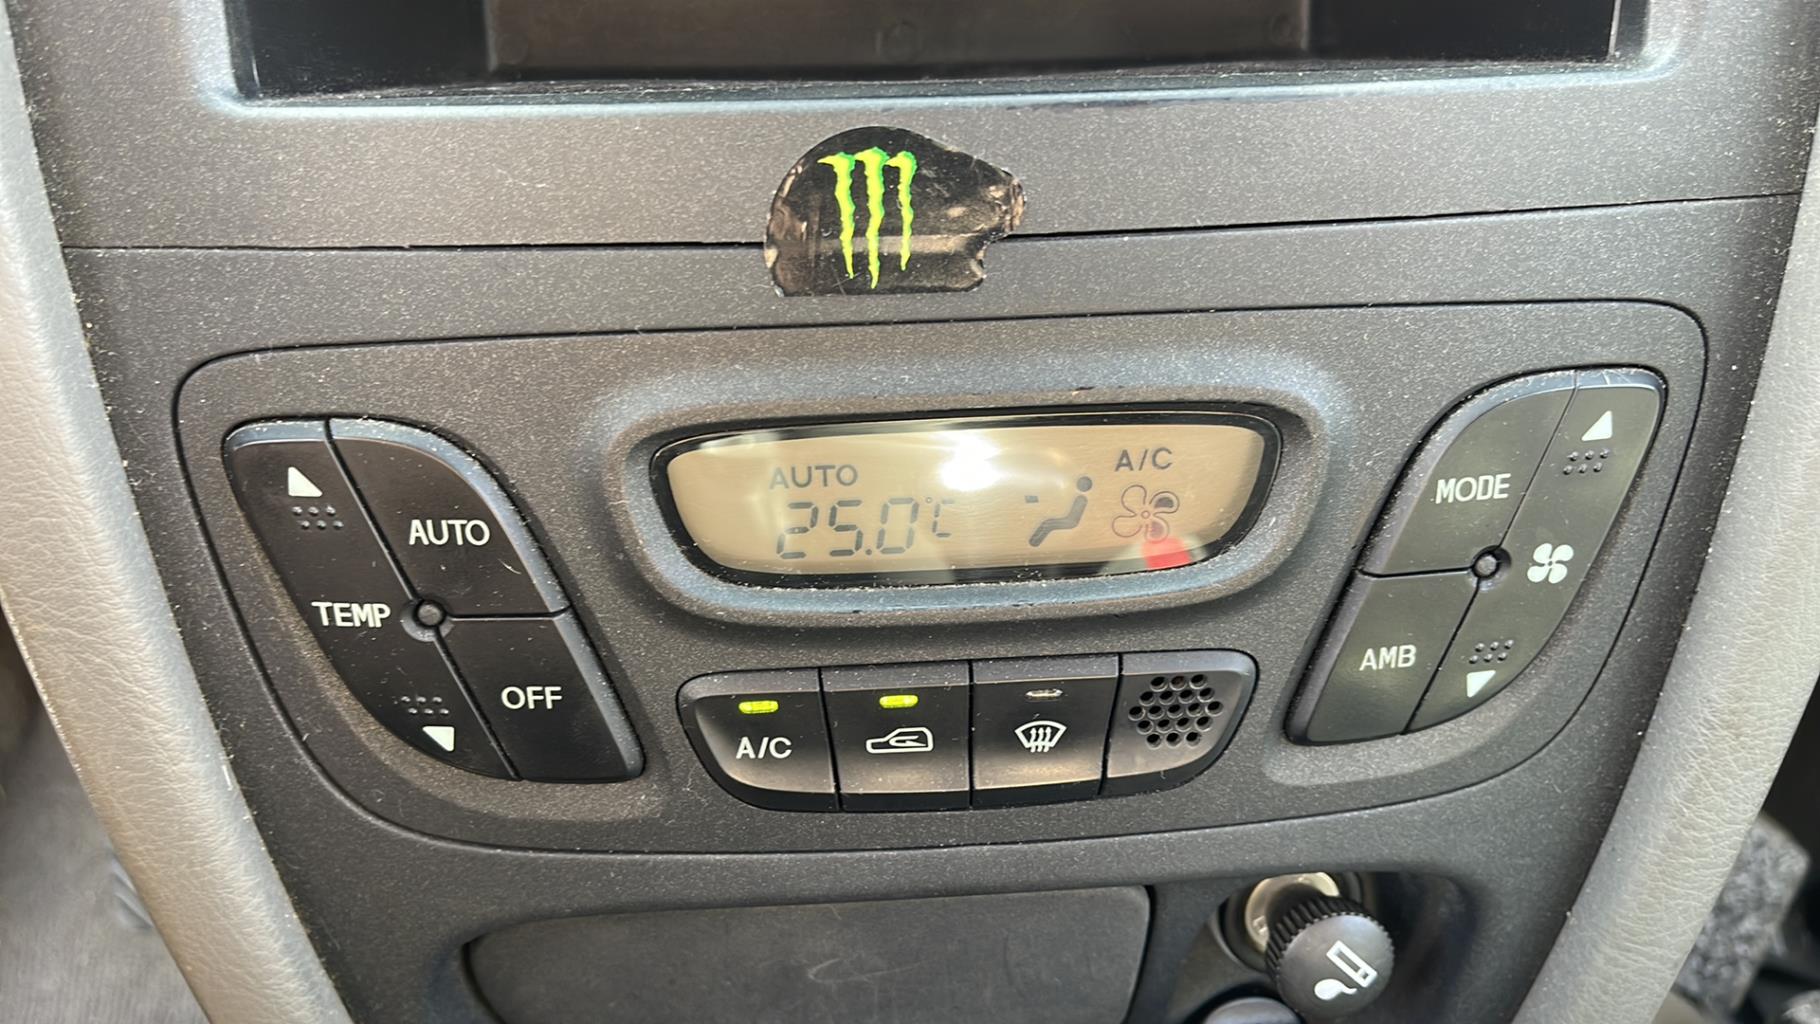 AUTO
A/C
25.0°C
AUTO
TEMP
OFF
MODE
AMB
A/C